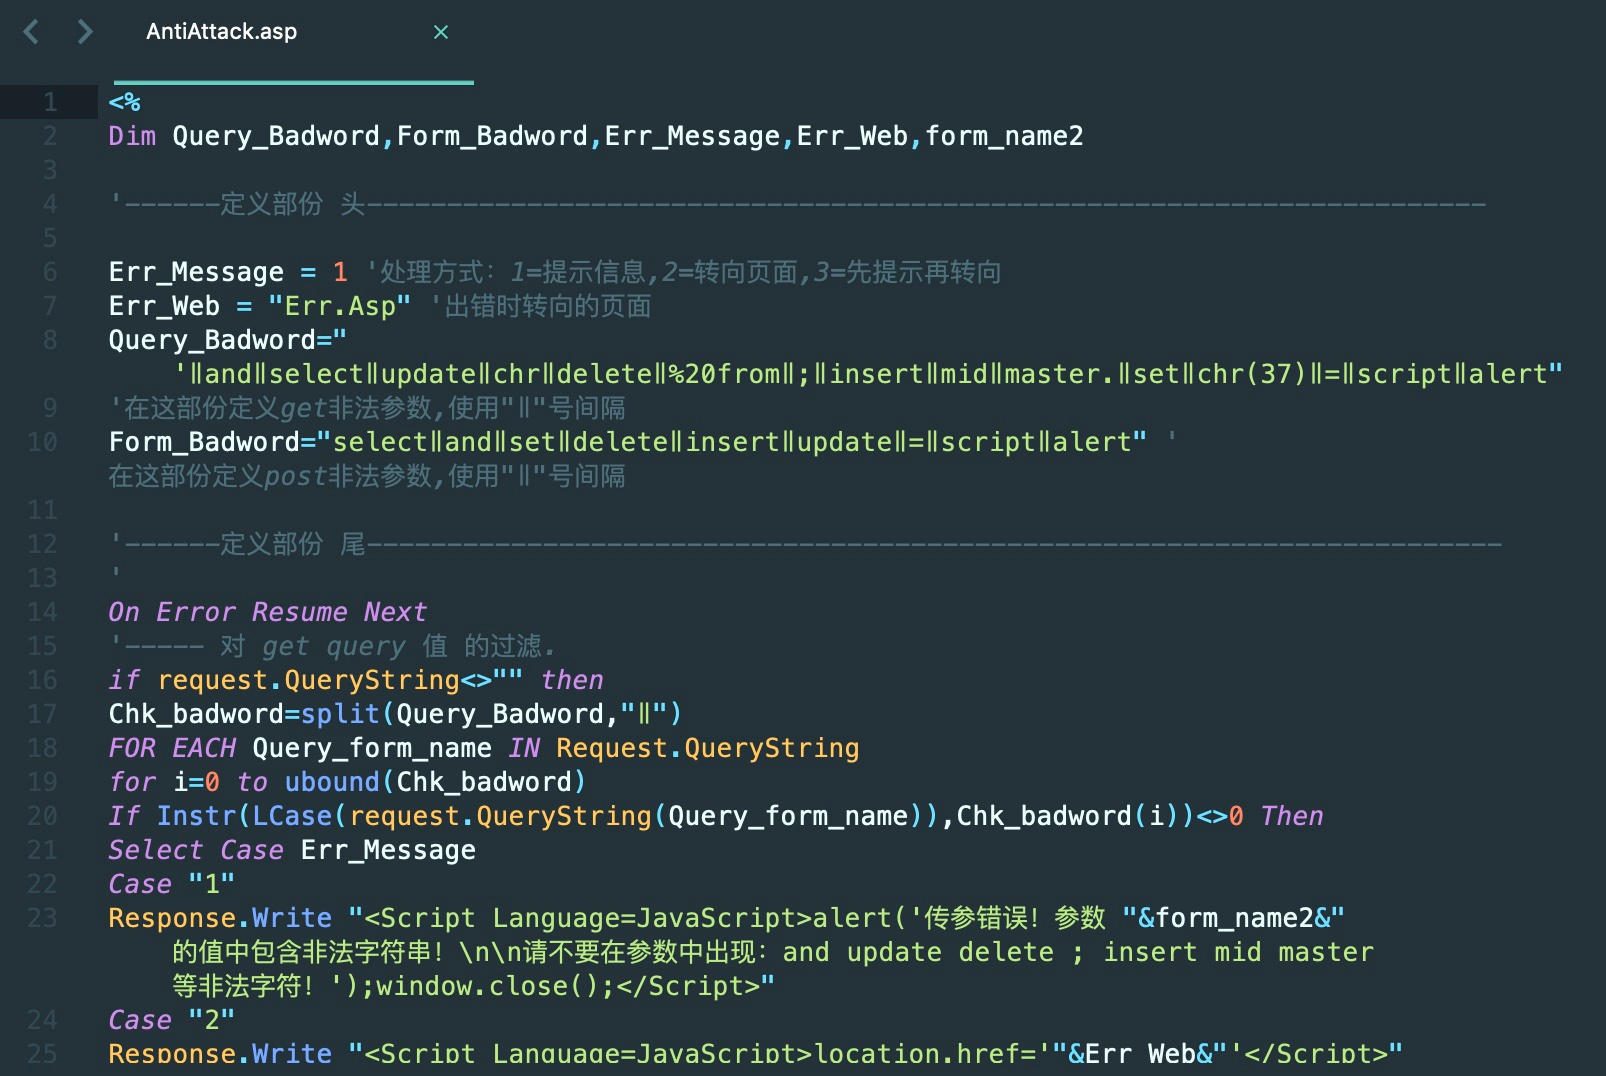 AntiAttack.asp
1 <%
2 Dim Query_Badword,Form_Badword,Err_Message,Err_Web,form_name2
3
4 '------定义部份 头----------------------------------------------------------------------
5
6 Err_Message = 1 '处理方式：1=提示信息,2=转向页面,3=先提示再转向
7 Err_Web = "Err.Asp" '出错时转向的页面
8 Query_Badword="
'‖and‖select‖update‖chr‖delete‖%20from‖;‖insert‖mid‖master.‖set‖chr(37)‖=‖script‖alert"
9 '在这部份定义get非法参数,使用"‖"号间隔
10 Form_Badword="select‖and‖set‖delete‖insert‖update‖=‖script‖alert" '
在这部份定义post非法参数,使用"‖"号间隔
11
12 '------定义部份 尾-----------------------------------------------------------------------
13 '
14 On Error Resume Next
15 '----- 对 get query 值 的过滤.
16 if request.QueryString<>"" then
17 Chk_badword=split(Query_Badword,"‖")
18 FOR EACH Query_form_name IN Request.QueryString
19 for i=0 to ubound(Chk_badword)
20 If Instr(LCase(request.QueryString(Query_form_name)),Chk_badword(i))<>0 Then
21 Select Case Err_Message
22 Case "1"
23 Response.Write "<Script Language=JavaScript>alert('传参错误！参数 "&form_name2&"
的值中包含非法字符串！\n\n请不要在参数中出现：and update delete ; insert mid master
等非法字符！');window.close();</Script>"
24 Case "2"
25 Response.Write "<Script Language=JavaScript>location.href='"&Err_Web&"'</Script>"